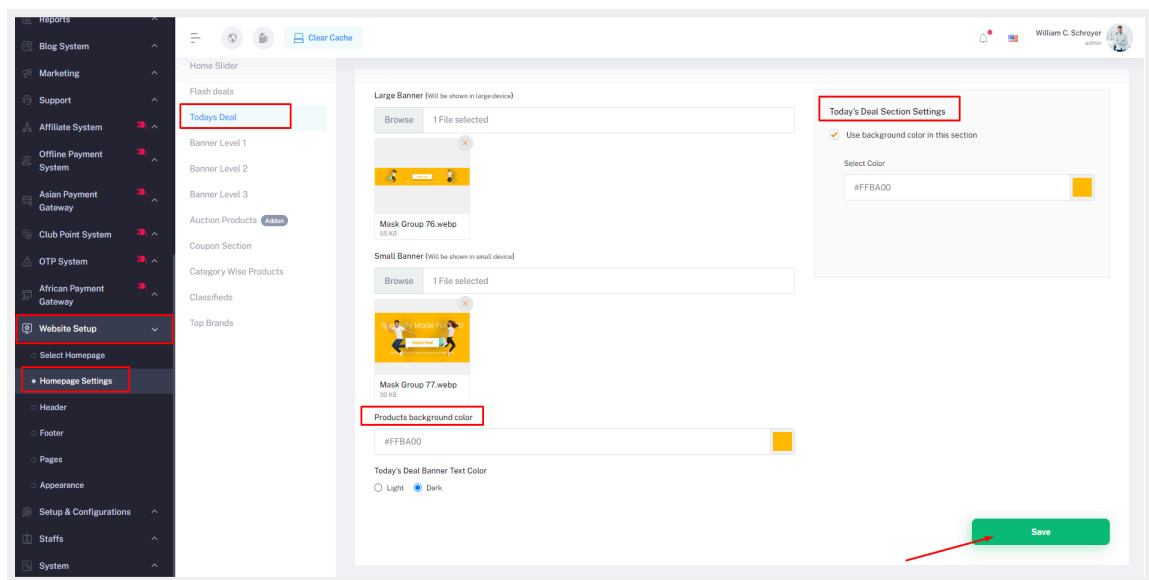 Reports
Blog System
Marketing
Support
Affiliate System
Offline Payment
System
Asian Payment
Gateway
Club Point System
OTP System
African Payment
Gateway
Website Setup
Select Homepage
Homepage Settings
Header
Footer
Pages
Appearance
Setup & Configurations
Staffs
System
Clear Cache
William C. Schroyer
admin
Home Slider
Flash deals
Todays Deal
Banner Level 1
Banner Level 2
Banner Level 3
Auction Products Addon
Coupon Section
Category Wise Products
Classifieds
Top Brands
Large Banner (Will be shown in large device)
Browse 1 File selected
Mask Group 76.webp
55 KB
Small Banner (Will be shown in small device)
Browse 1 File selected
Todays Deal
Mask Group 77.webp
30 KB
Products background color
#FFBA00
Today's Deal Banner Text Color
Light Dark
Today's Deal Section Settings
Use background color in this section
Select Color
#FFBA00
Save